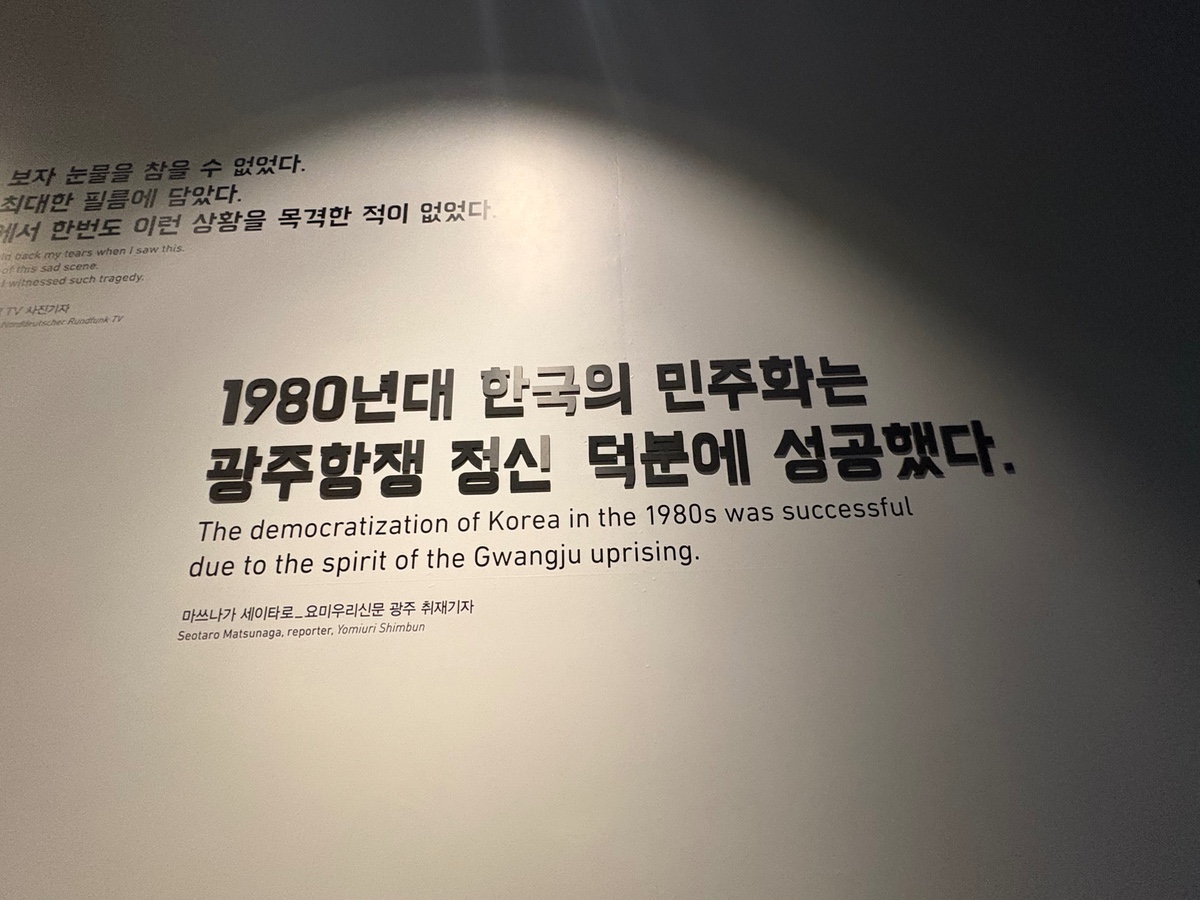 보자 눈물을 참을 수 없었다.
최대한 필름에 담았다.
에서 한번도 이런 상황을 목격한 적이 없었다.
back my tears when I saw this.
of this sad scene.
I witnessed such tragedy.
TV 사진기자
Norddeutscher Rundfunk TV
1980년대 한국의 민주화는
광주항쟁 정신 덕분에 성공했다.
The democratization of Korea in the 1980s was successful
due to the spirit of the Gwangju uprising.
마쓰나가 세이타로_요미우리신문 광주 취재기자
Seotaro Matsunaga, reporter, Yomiuri Shimbun